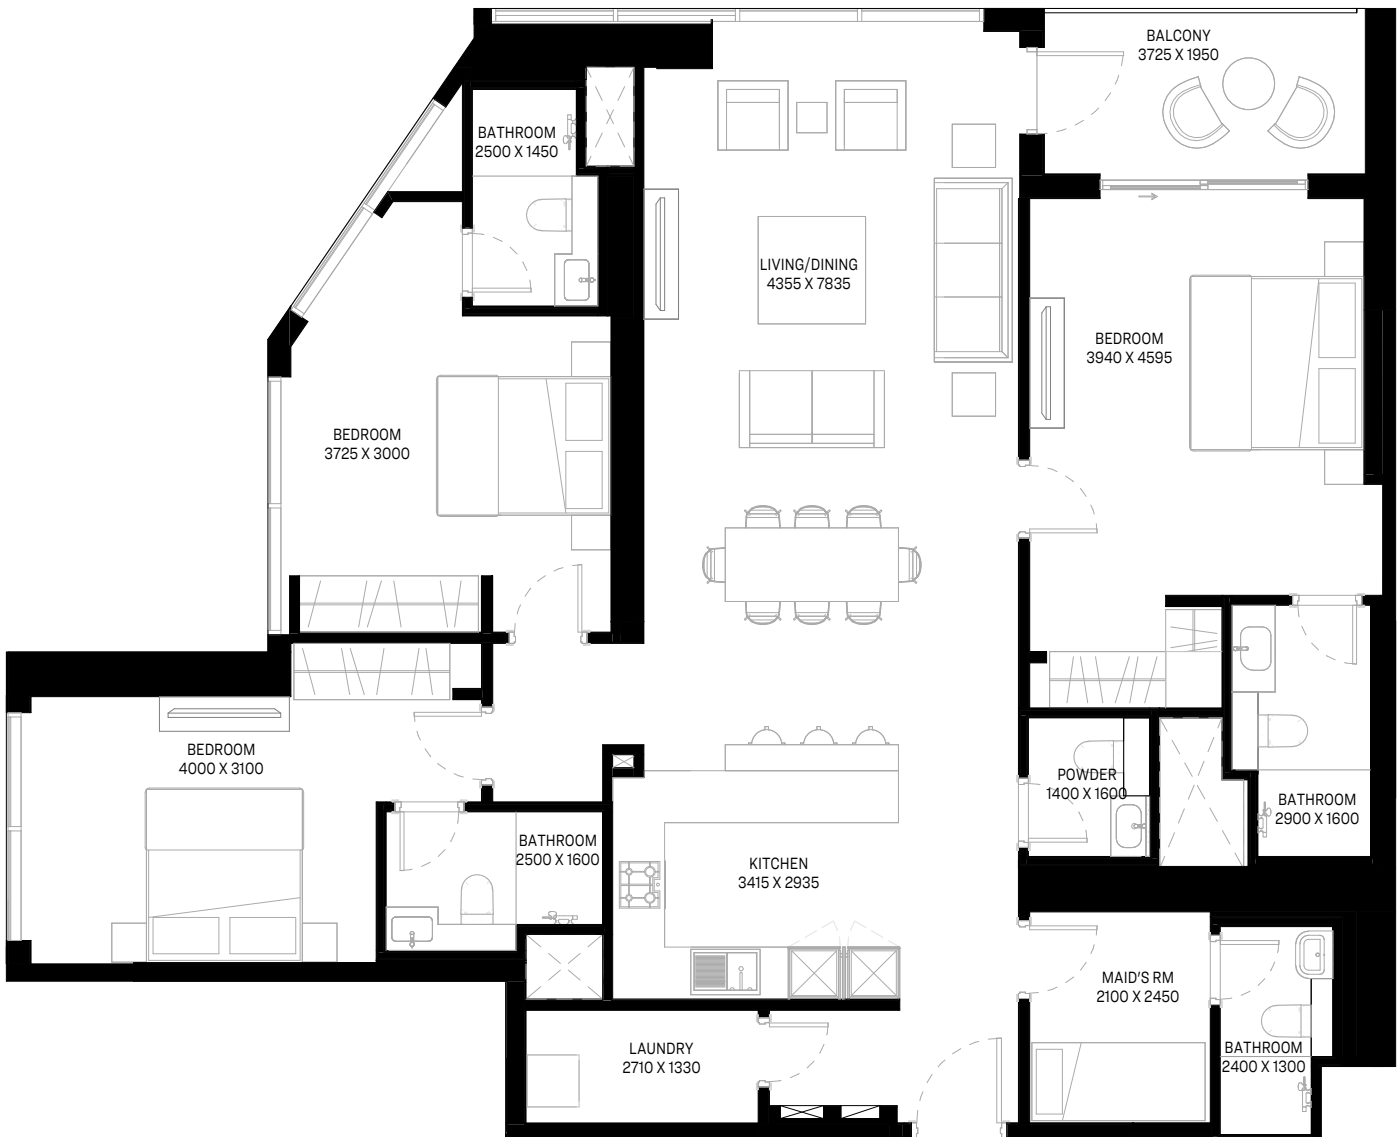 BALCONY
3725 X 1950
BATHROOM
2500 X 1450
LIVING/DINING
4355 X 7835
BEDROOM
3940 X 4595
BEDROOM
3725 X 3000
BEDROOM
4000 X 3100
POWDER
1400 X 1600
BATHROOM
2900 X 1600
BATHROOM
2500 X 1600
KITCHEN
3415 X 2935
MAID'S RM
2100 X 2450
LAUNDRY
2710 X 1330
BATHROOM
2400 X 1300